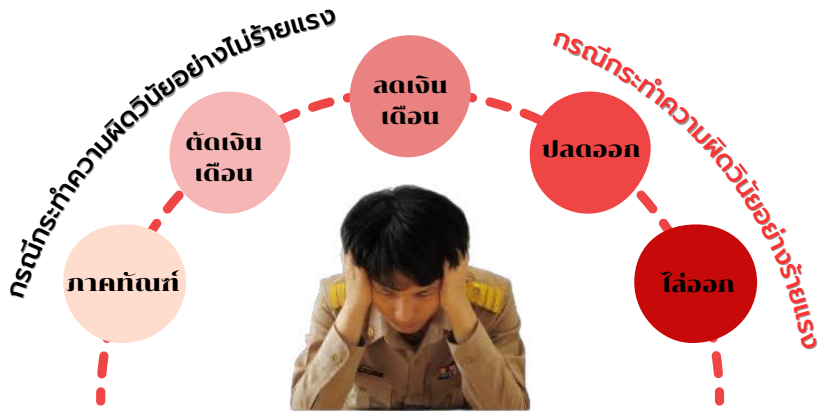 กรณีกระทำความผิดวินัยอย่างไม่ร้ายแรง
ภาคทัณฑ์
ตัดเงิน
เดือน
ลดเงิน
เดือน
กรณีกระทำความผิดวินัยอย่างร้ายแรง
ปลดออก
ไล่ออก